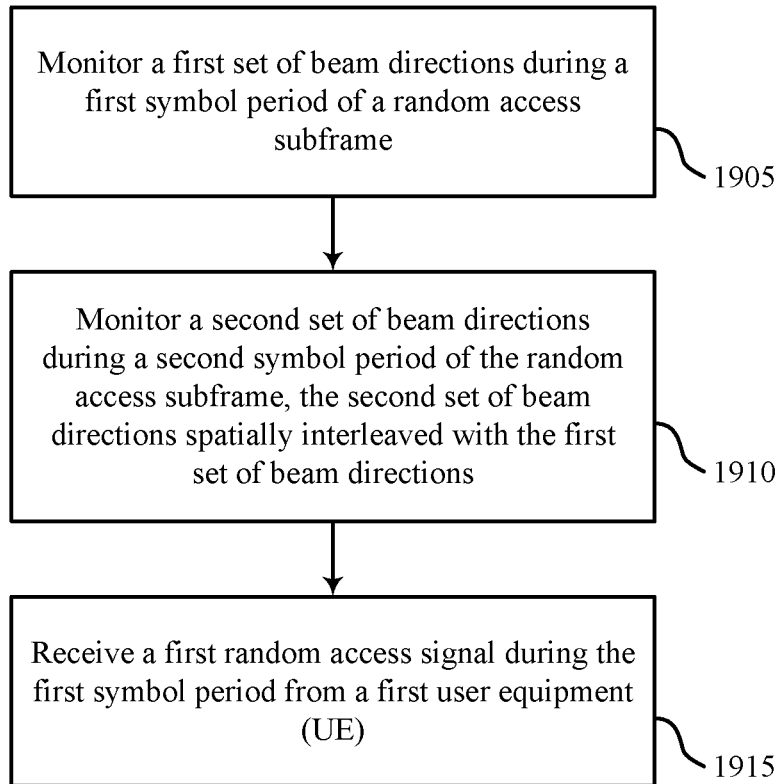 Monitor a first set of beam directions during a
first symbol period of a random access
subframe
1905
Monitor a second set of beam directions
during a second symbol period of the random
access subframe, the second set of beam
directions spatially interleaved with the first
set of beam directions
1910
Receive a first random access signal during the
first symbol period from a first user equipment
(UE)
1915